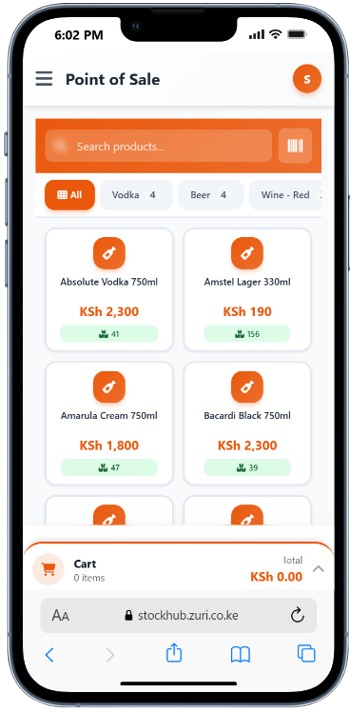 6:02 PM
Point of Sale
S
Search products...
All
Vodka 4
Beer 4
Wine - Red
Absolute Vodka 750ml
Amstel Lager 330ml
KSh 2,300
KSh 190
41
156
Amarula Cream 750ml
Bacardi Black 750ml
KSh 1,800
KSh 2,300
47
39
Cart
0 items
Total
KSh 0.00
AA
stockhub.zuri.co.ke